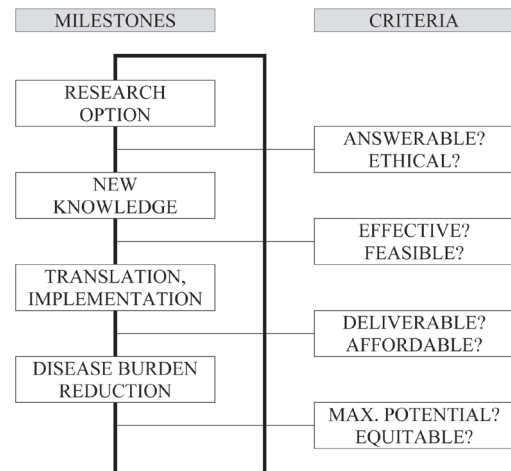 MILESTONES
CRITERIA
RESEARCH
OPTION
ANSWERABLE?
ETHICAL?
NEW
KNOWLEDGE
EFFECTIVE?
FEASIBLE?
TRANSLATION,
IMPLEMENTATION
DELIVERABLE?
AFFORDABLE?
DISEASE BURDEN
REDUCTION
MAX. POTENTIAL?
EQUITABLE?